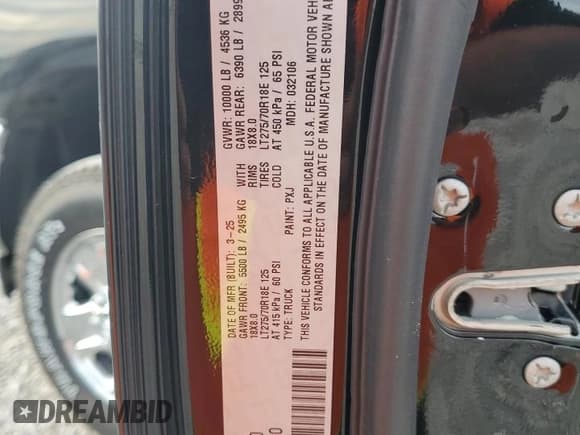 DATE OF MFR (BUILT): 3-25 GVWR: 10000 LB / 4536 KG
GAWR FRONT: 5500 LB / 2495 KG WITH GAWR REAR: 6390 LB / 2899
18X8.0 RIMS 18X8.0
LT275/70R18E 125 TIRES LT275/70R18E 125
AT 415 kPa / 60 PSI COLD AT 450 kPa / 65 PSI
TYPE: TRUCK PAINT: PXJ MDH: 032106
THIS VEHICLE CONFORMS TO ALL APPLICABLE U.S.A. FEDERAL MOTOR VEH
STANDARDS IN EFFECT ON THE DATE OF MANUFACTURE SHOWN
DREAMBID